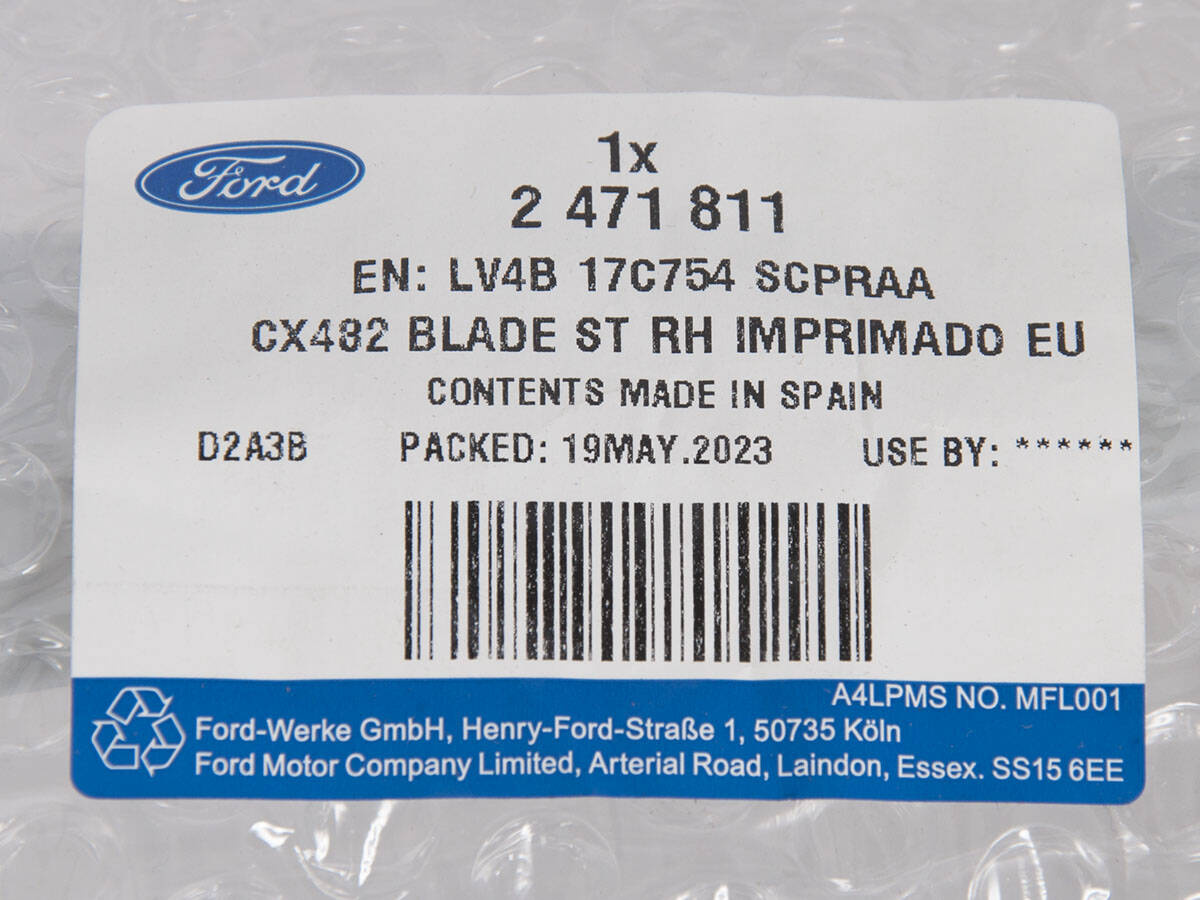 Ford
1x
2 471 811
EN: LV4B 17C754 SCPRAA
CX482 BLADE ST RH IMPRIMADO EU
CONTENTS MADE IN SPAIN
D2A3B PACKED: 19MAY.2023 USE BY: ******
A4LPMS NO. MFL001
Ford-Werke GmbH, Henry-Ford-Straße 1, 50735 Köln
Ford Motor Company Limited, Arterial Road, Laindon, Essex. SS15 6EE